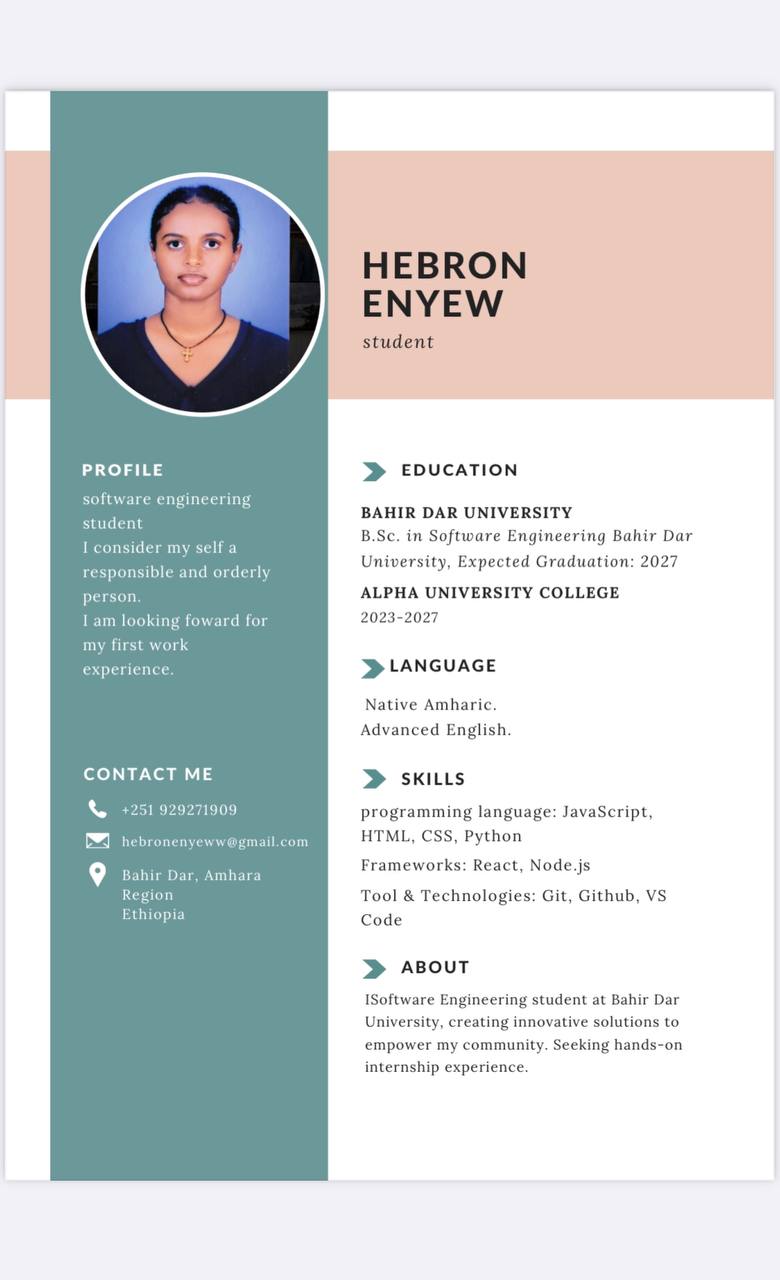 HEBRON
ENYEW
student
PROFILE
software engineering
student
I consider my self a
responsible and orderly
person.
I am looking foward for
my first work
experience.
CONTACT ME
+251 929271909
hebronenyeww@gmail.com
Bahir Dar, Amhara
Region
Ethiopia
EDUCATION
BAHIR DAR UNIVERSITY
B.Sc. in Software Engineering Bahir Dar
University, Expected Graduation: 2027
ALPHA UNIVERSITY COLLEGE
2023-2027
LANGUAGE
Native Amharic.
Advanced English.
SKILLS
programming language: JavaScript,
HTML, CSS, Python
Frameworks: React, Node.js
Tool & Technologies: Git, Github, VS
Code
ABOUT
ISoftware Engineering student at Bahir Dar
University, creating innovative solutions to
empower my community. Seeking hands-on
internship experience.